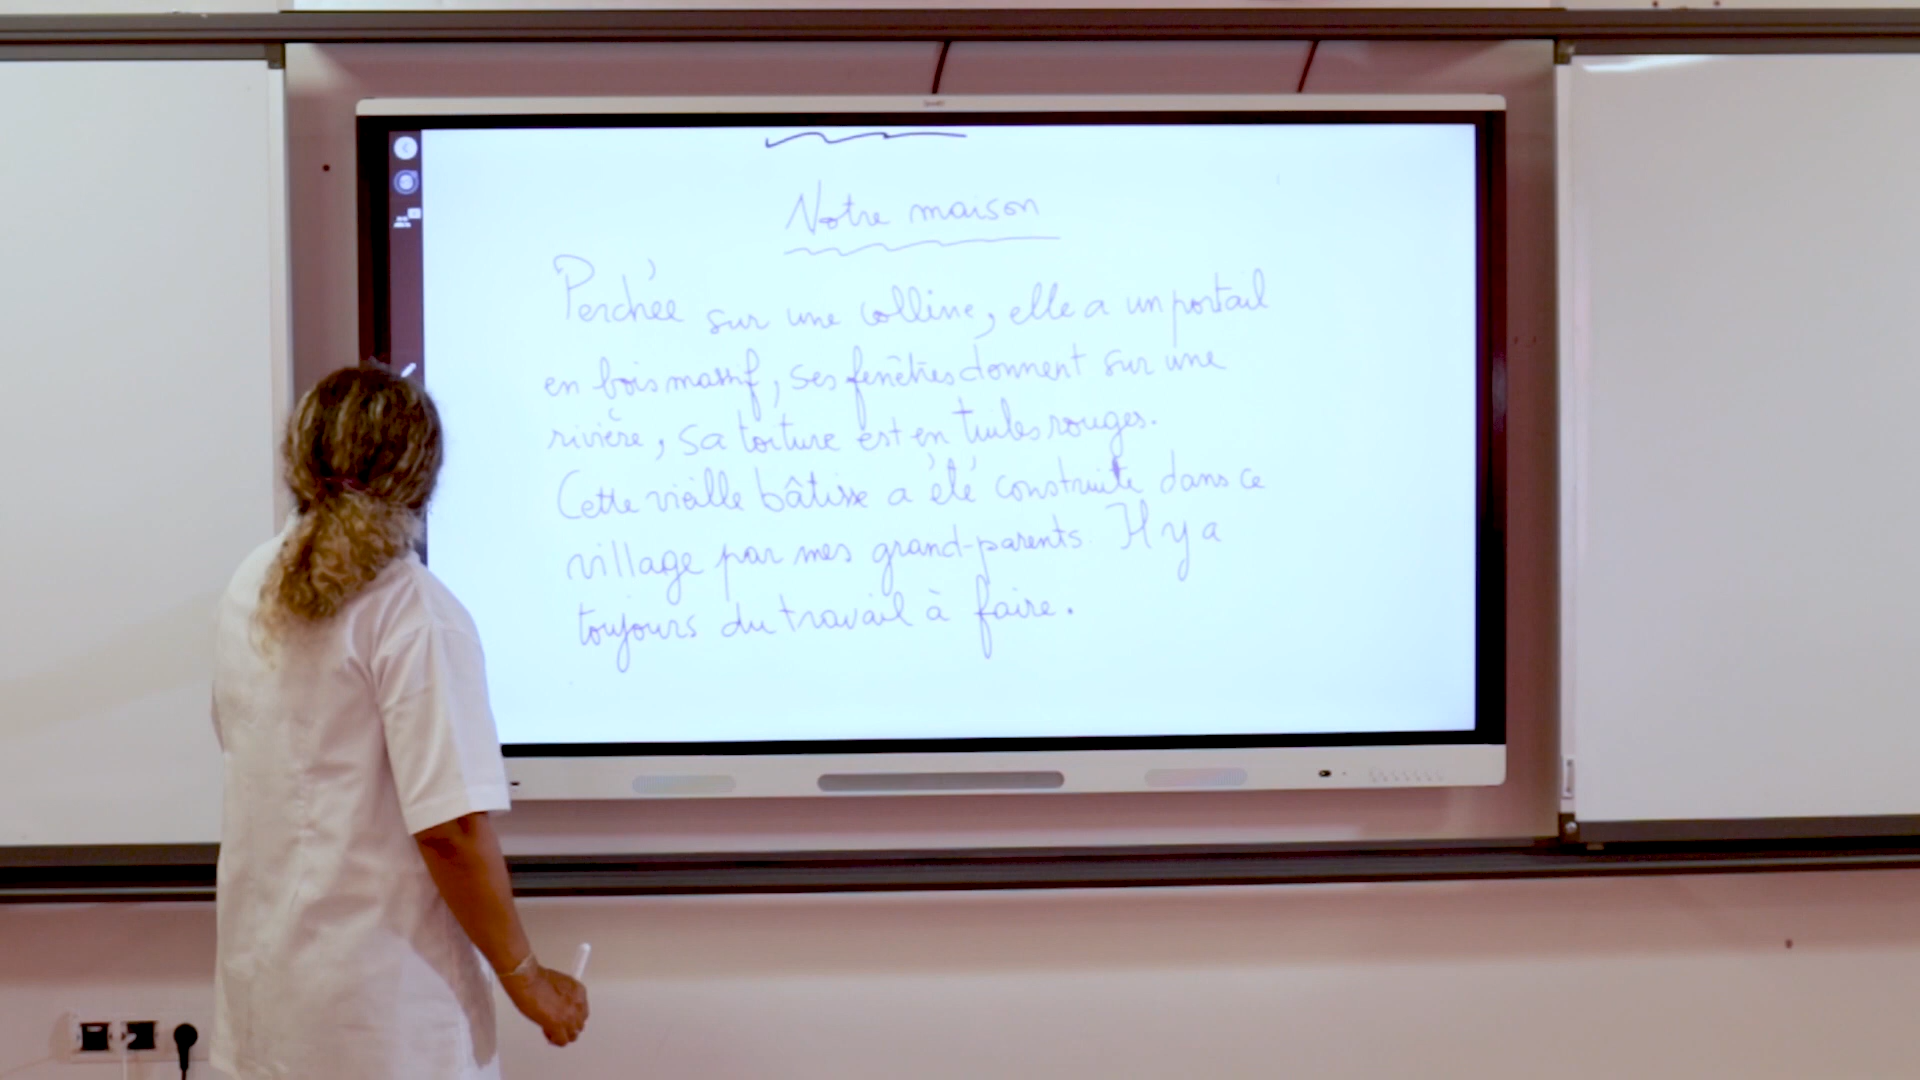 Notre maison
Perchée sur une colline, elle a un portail
en bois massif, ses fenêtres donnent sur une
rivière, sa toiture est en tuiles rouges.
Cette vieille bâtisse a été construite dans ce
village par mes grand-parents. Il y a
toujours du travail à faire.